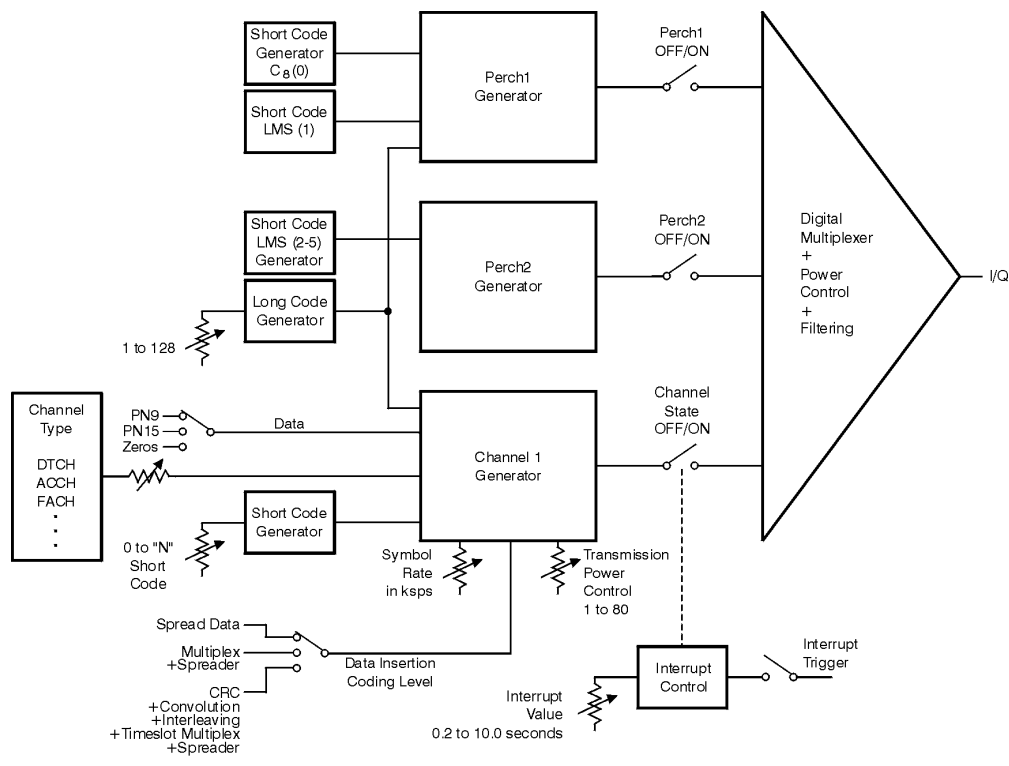 Short Code
Generator
C8(0)
Short Code
LMS (1)
Perch1
Generator
Perch1
OFF/ON
Short Code
LMS (2-5)
Generator
Long Code
Generator
1 to 128
Perch2
Generator
Perch2
OFF/ON
Digital
Multiplexer
+
Power
Control
+
Filtering
I/Q
Channel
Type
DTCH
ACCH
FACH
.
.
.
PN9
PN15
Zeros
Data
Short Code
Generator
0 to "N"
Short
Code
Channel 1
Generator
Channel
State
OFF/ON
Symbol
Rate
in ksps
Transmission
Power
Control
1 to 80
Spread Data
Multiplex
+Spreader
CRC
+Convolution
+Interleaving
+Timeslot Multiplex
+Spreader
Data Insertion
Coding Level
Interrupt
Value
0.2 to 10.0 seconds
Interrupt
Control
Interrupt
Trigger